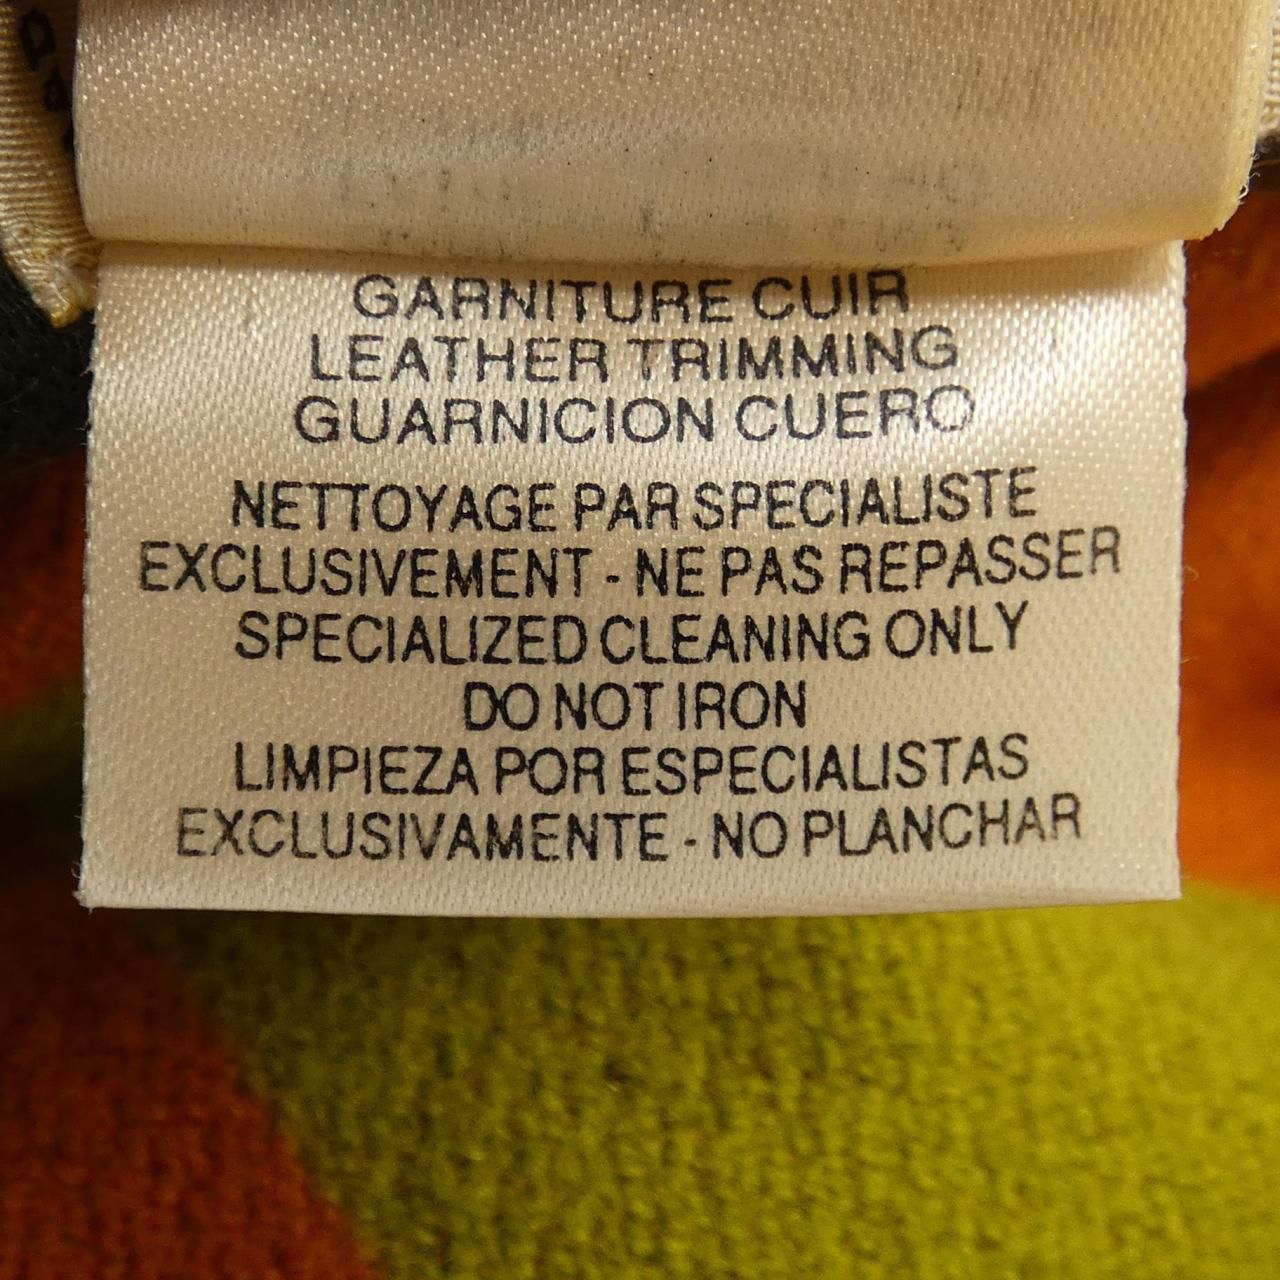 GARNITURE CUIR
LEATHER TRIMMING
GUARNICION CUERO
NETTOYAGE PAR SPECIALISTE
EXCLUSIVEMENT - NE PAS REPASSER
SPECIALIZED CLEANING ONLY
DO NOT IRON
LIMPIEZA POR ESPECIALISTAS
EXCLUSIVAMENTE - NO PLANCHAR